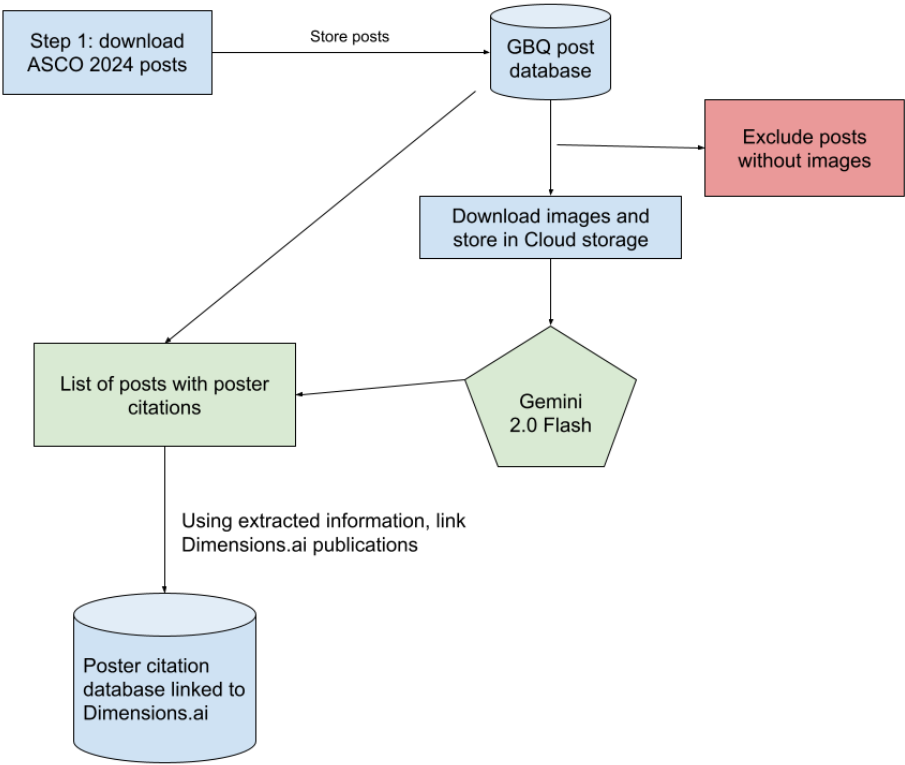 Step 1: download
ASCO 2024 posts
Store posts
GBQ post
database
Exclude posts
without images
Download images and
store in Cloud storage
List of posts with poster
citations
Gemini
2.0 Flash
Using extracted information, link
Dimensions.ai publications
Poster citation
database linked to
Dimensions.ai